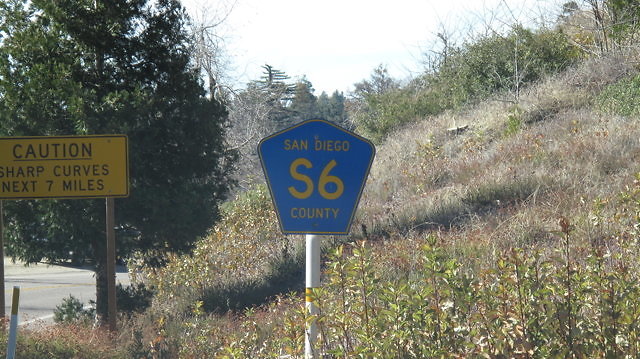 CAUTION
SHARP CURVES
NEXT 7 MILES
SAN DIEGO
S6
COUNTY